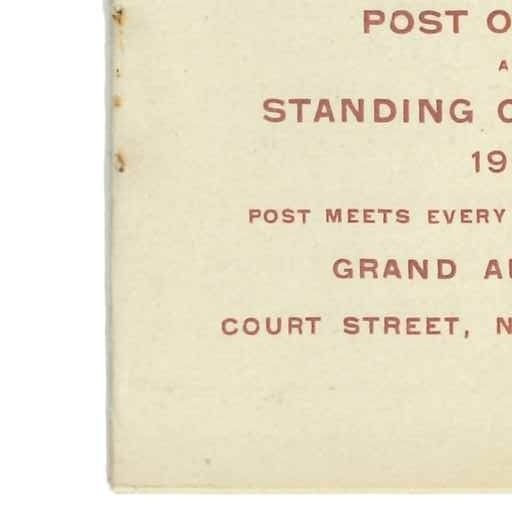 POST O
A
STANDING C
19
POST MEETS EVERY
GRAND A
COURT STREET, N